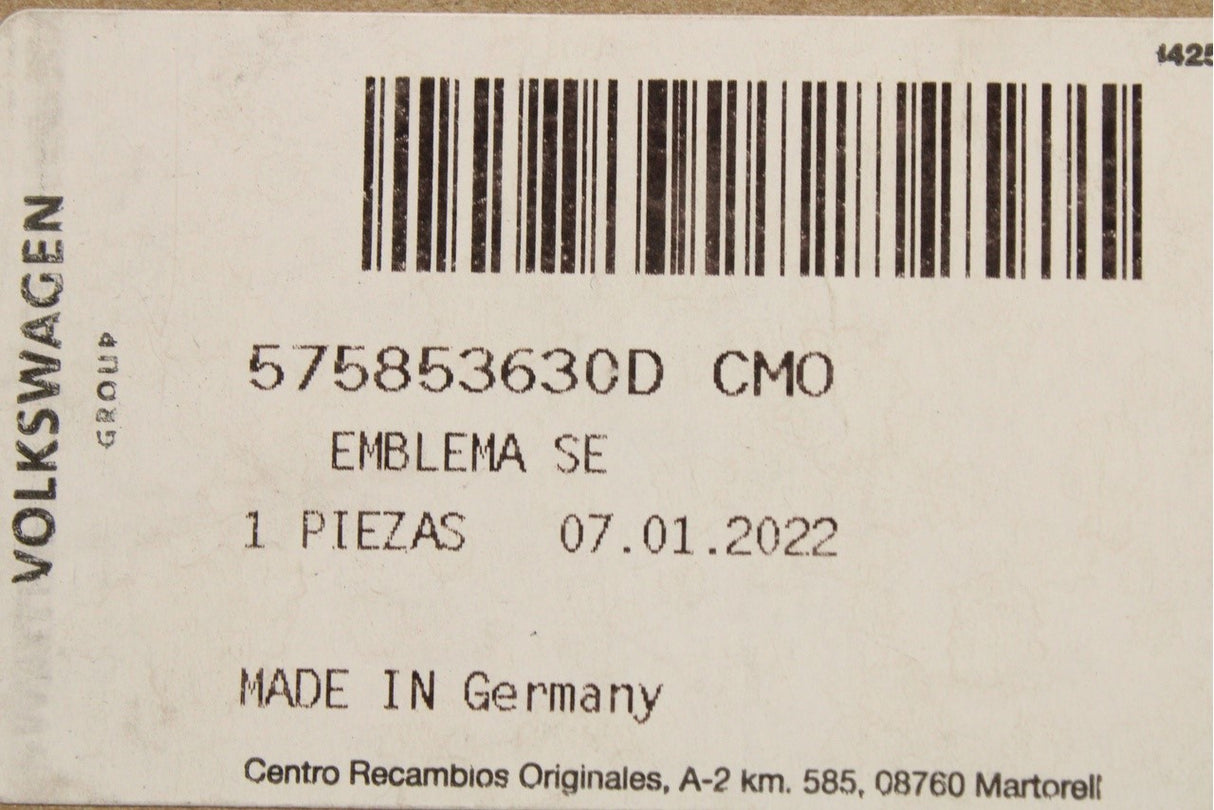 1425
VOLKSWAGEN
GROUP
575853630D CMO
EMBLEMA SE
1 PIEZAS 07.01.2022
MADE IN Germany
Centro Recambios Originales, A-2 km. 585, 08760 Martorell